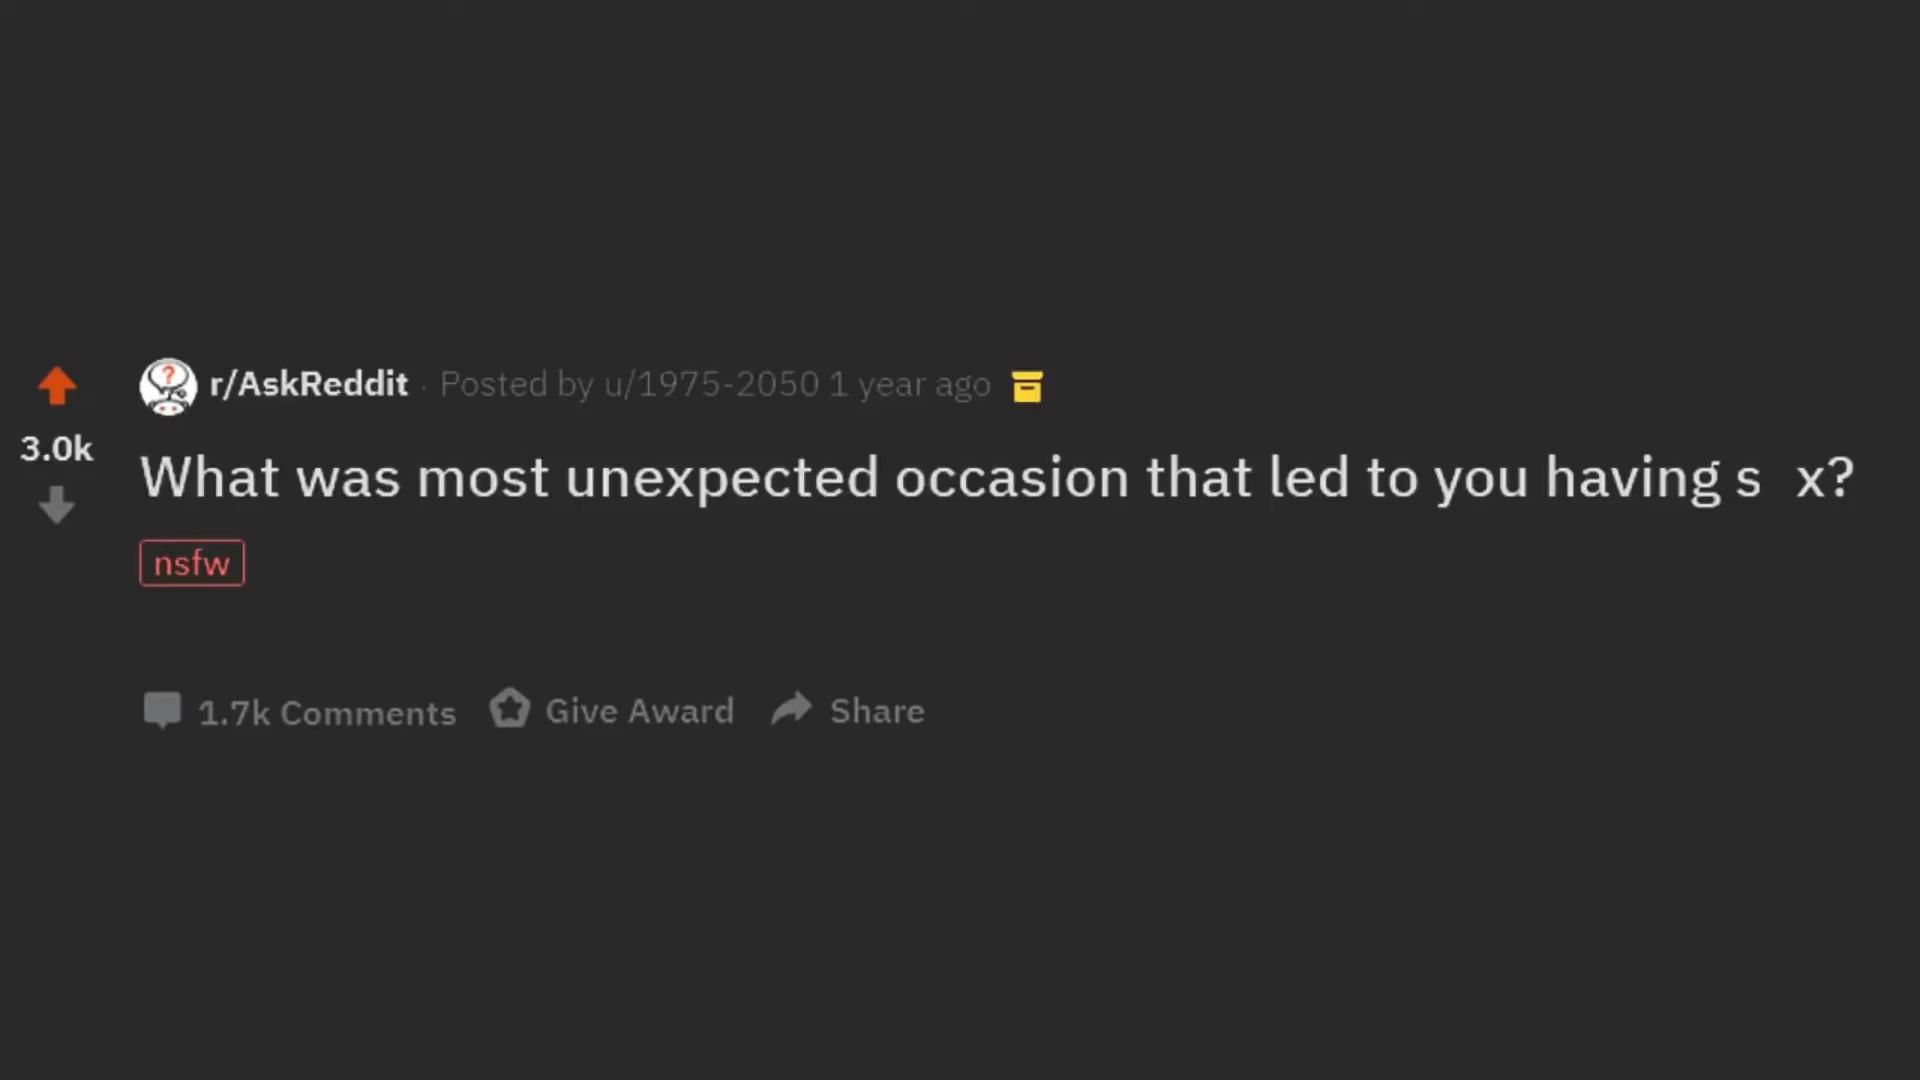 r/AskReddit · Posted by u/1975-2050 1 year ago
3.0k
What was most unexpected occasion that led to you having s x?
nsfw
1.7k Comments Give Award Share